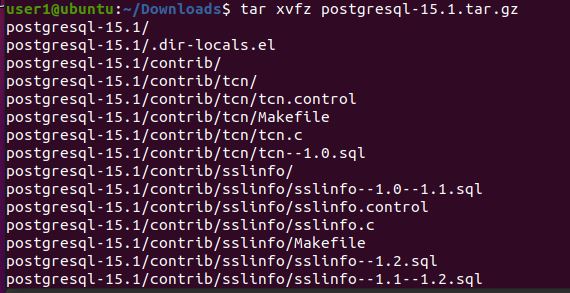 user1@ubuntu:~/Downloads$ tar xvfz postgresql-15.1.tar.gz
postgresql-15.1/
postgresql-15.1/.dir-locals.el
postgresql-15.1/contrib/
postgresql-15.1/contrib/tcn/
postgresql-15.1/contrib/tcn/tcn.control
postgresql-15.1/contrib/tcn/Makefile
postgresql-15.1/contrib/tcn/tcn.c
postgresql-15.1/contrib/tcn/tcn--1.0.sql
postgresql-15.1/contrib/sslinfo/
postgresql-15.1/contrib/sslinfo/sslinfo--1.0--1.1.sql
postgresql-15.1/contrib/sslinfo/sslinfo.control
postgresql-15.1/contrib/sslinfo/sslinfo.c
postgresql-15.1/contrib/sslinfo/Makefile
postgresql-15.1/contrib/sslinfo/sslinfo--1.2.sql
postgresql-15.1/contrib/sslinfo/sslinfo--1.1--1.2.sql